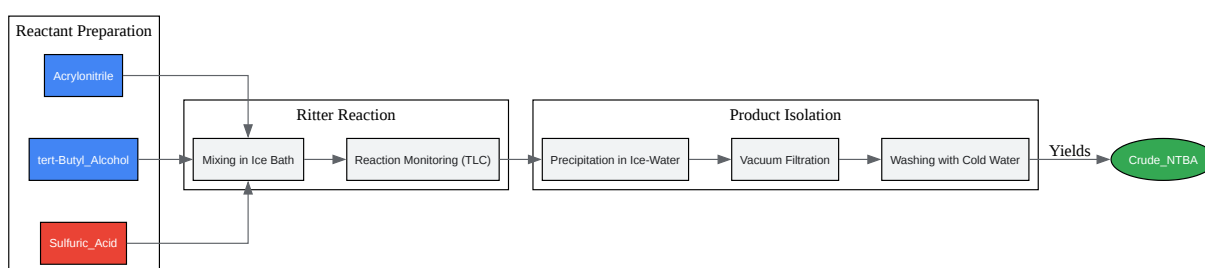 Reactant Preparation
Acrylonitrile
tert-Butyl_Alcohol
Sulfuric_Acid
Ritter Reaction
Mixing in Ice Bath
Reaction Monitoring (TLC)
Product Isolation
Precipitation in Ice-Water
Vacuum Filtration
Washing with Cold Water
Yields
Crude_NTBA